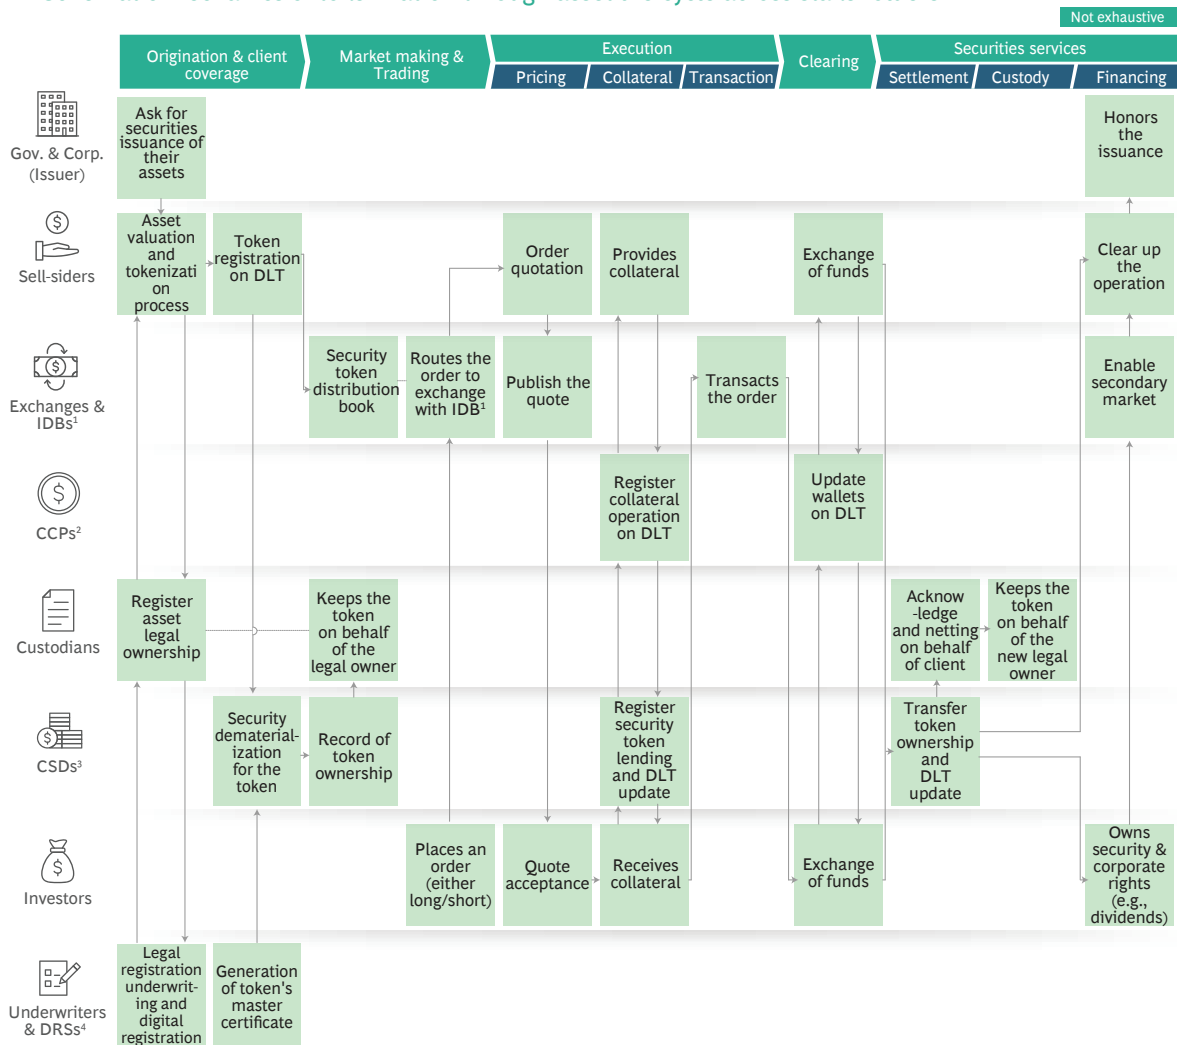 Not exhaustive
Origination & client
coverage
Market making &
Trading
Execution
Pricing
Collateral
Transaction
Clearing
Securities services
Settlement
Custody
Financing
Gov. & Corp.
(Issuer)
Ask for
securities
issuance of
their
assets
Honors
the
issuance
Sell-siders
Asset
valuation
and
tokenizati
on
process
Token
registration
on DLT
Order
quotation
Provides
collateral
Exchange
of funds
Clear up
the
operation
Exchanges &
IDBs¹
Security
token
distribution
book
Routes the
order to
exchange
with IDB¹
Publish the
quote
Transacts
the order
Enable
secondary
market
CCPs²
Register
collateral
operation
on DLT
Update
wallets
on DLT
Custodians
Register
asset
legal
ownership
Keeps the
token
on behalf
of the
legal owner
Acknow
-ledge
and netting
on behalf
of client
Keeps the
token
on behalf
of the
new legal
owner
CSDs³
Security
dematerial-
ization
for the
token
Record of
token
ownership
Register
security
token
lending
and DLT
update
Transfer
token
ownership
and
DLT
update
Investors
Places an
order
(either
long/short)
Quote
acceptance
Receives
collateral
Exchange
of funds
Owns
security &
corporate
rights
(e.g.,
dividends)
Underwriters
& DRSs⁴
Legal
registration
underwrit-
ing and
digital
registration
Generation
of token's
master
certificate